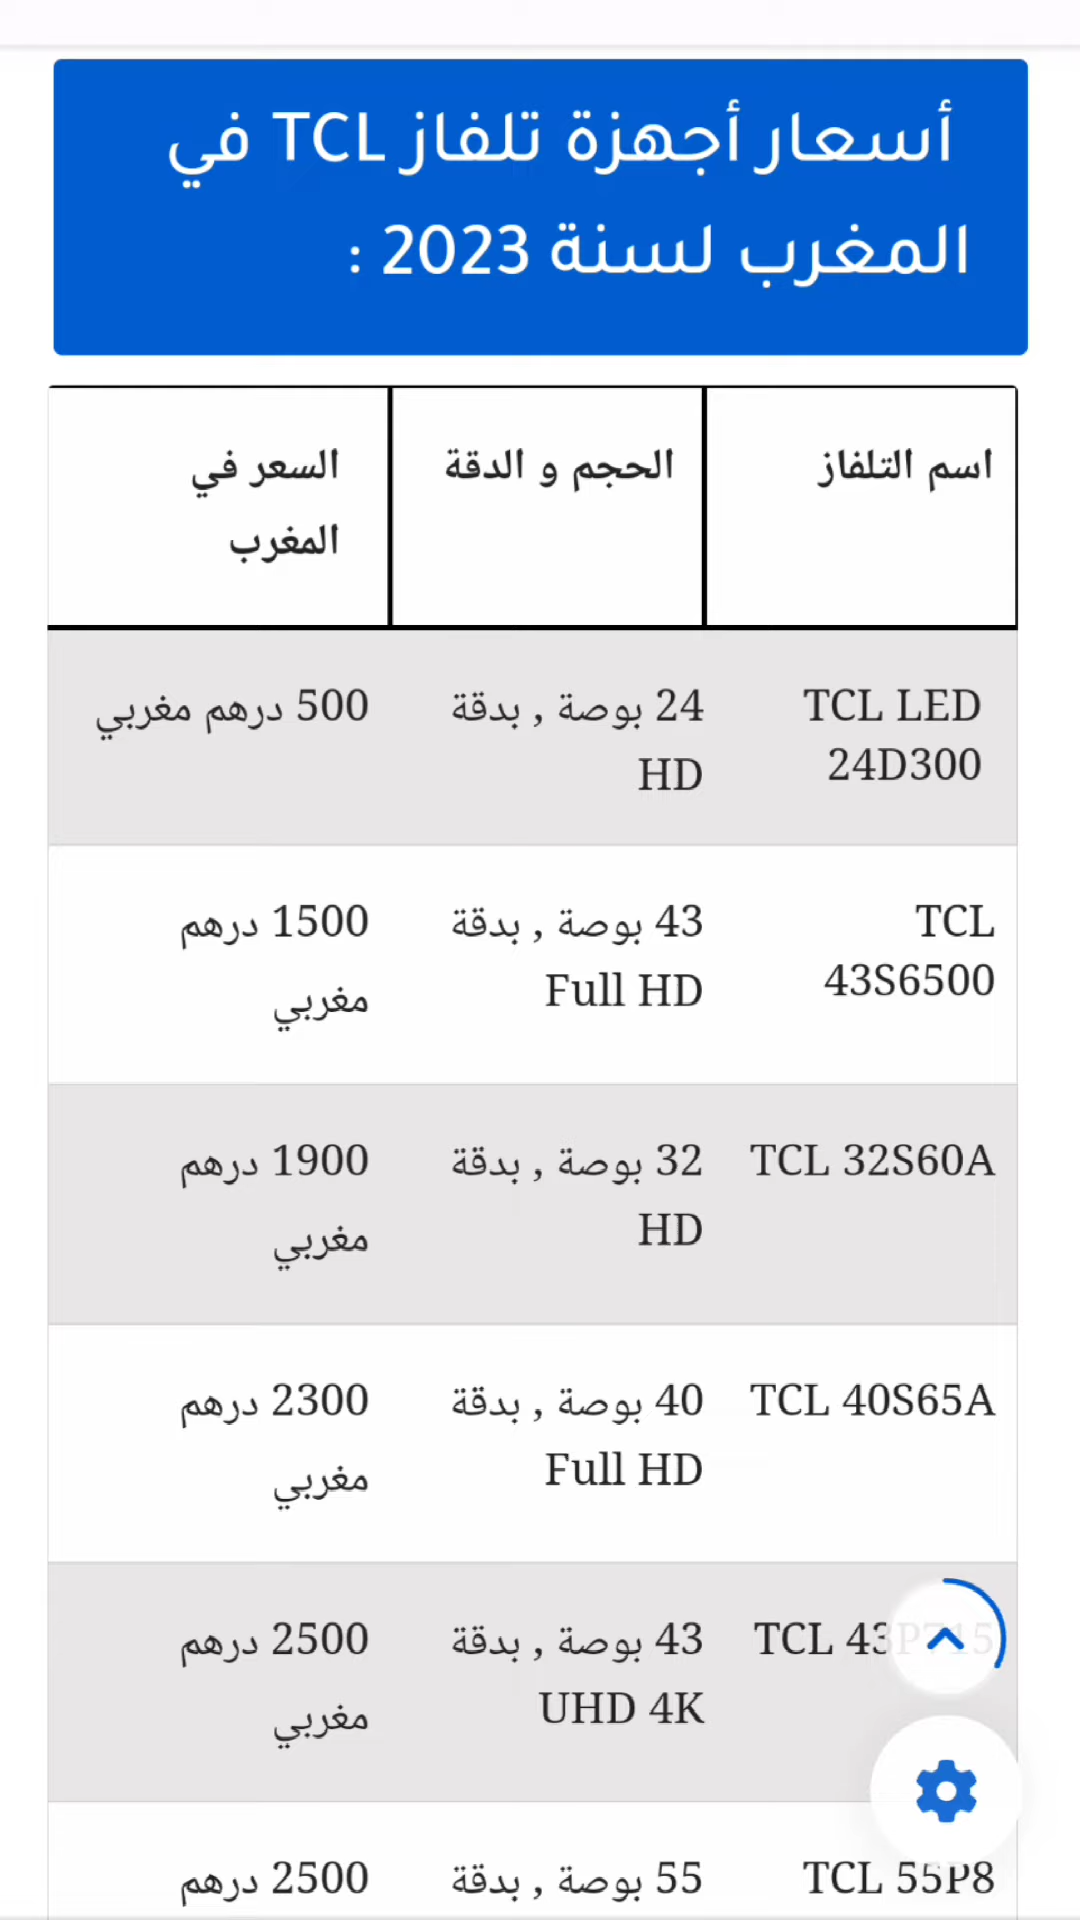 أسعار أجهزة تلفاز TCL في
المغرب لسنة 2023 :
اسم التلفاز
الحجم و الدقة
السعر في
المغرب
TCL LED
24D300
24 بوصة , بدقة
HD
500 درهم مغربي
TCL
43S6500
43 بوصة , بدقة
Full HD
1500 درهم
مغربي
TCL 32S60A
32 بوصة , بدقة
HD
1900 درهم
مغربي
TCL 40S65A
40 بوصة , بدقة
Full HD
2300 درهم
مغربي
TCL 43P715
43 بوصة , بدقة
UHD 4K
2500 درهم
مغربي
TCL 55P8
55 بوصة , بدقة
2500 درهم